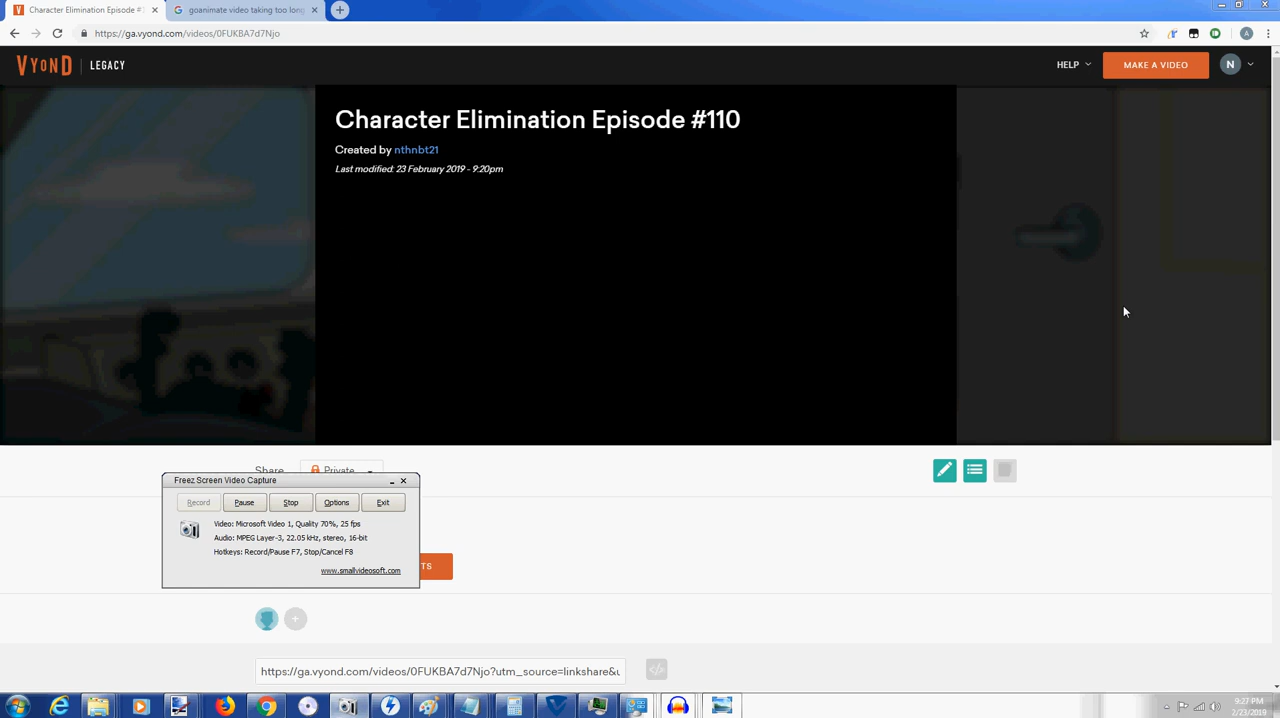 Character Elimination Episode #1
goanimate video taking too long
https://ga.vyond.com/videos/0FUKBA7d7Njo
A
VYOND LEGACY
HELP
MAKE A VIDEO
N
Character Elimination Episode #110
Created by nthnbt21
Last modified: 23 February 2019 - 9:20pm
Share
Private
Freez Screen Video Capture
Record
Pause
Stop
Options
Exit
Video: Microsoft Video 1, Quality 70%, 25 fps
Audio: MPEG Layer-3, 22.05 kHz, stereo, 16-bit
Hotkeys: Record/Pause F7, Stop/Cancel F8
www.smallvideosoft.com
TS
https://ga.vyond.com/videos/0FUKBA7d7Njo?utm_source=linkshare&u
9:27 PM
2/23/2019